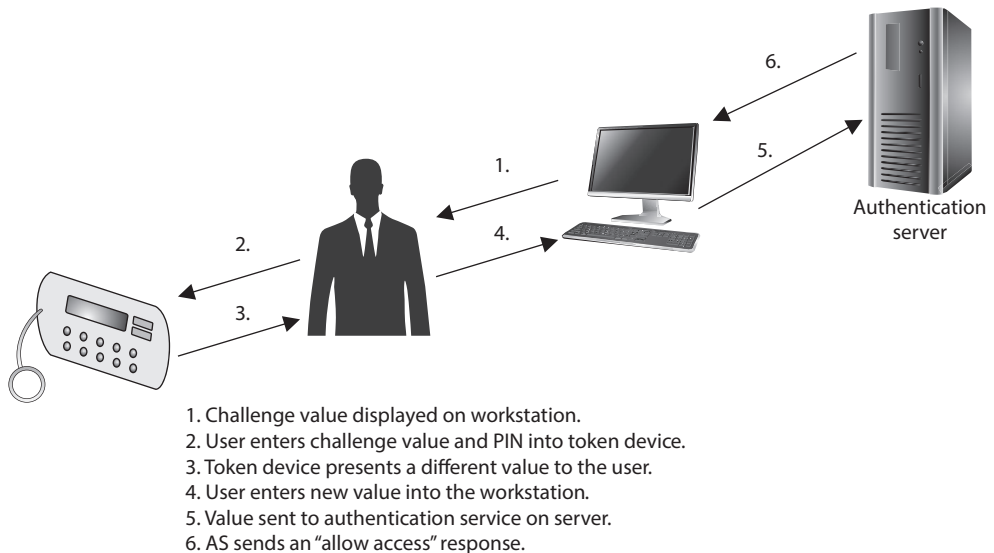 6.
5.
1.
4.
2.
3.
Authentication
server
1. Challenge value displayed on workstation.
2. User enters challenge value and PIN into token device.
3. Token device presents a different value to the user.
4. User enters new value into the workstation.
5. Value sent to authentication service on server.
6. AS sends an “allow access” response.